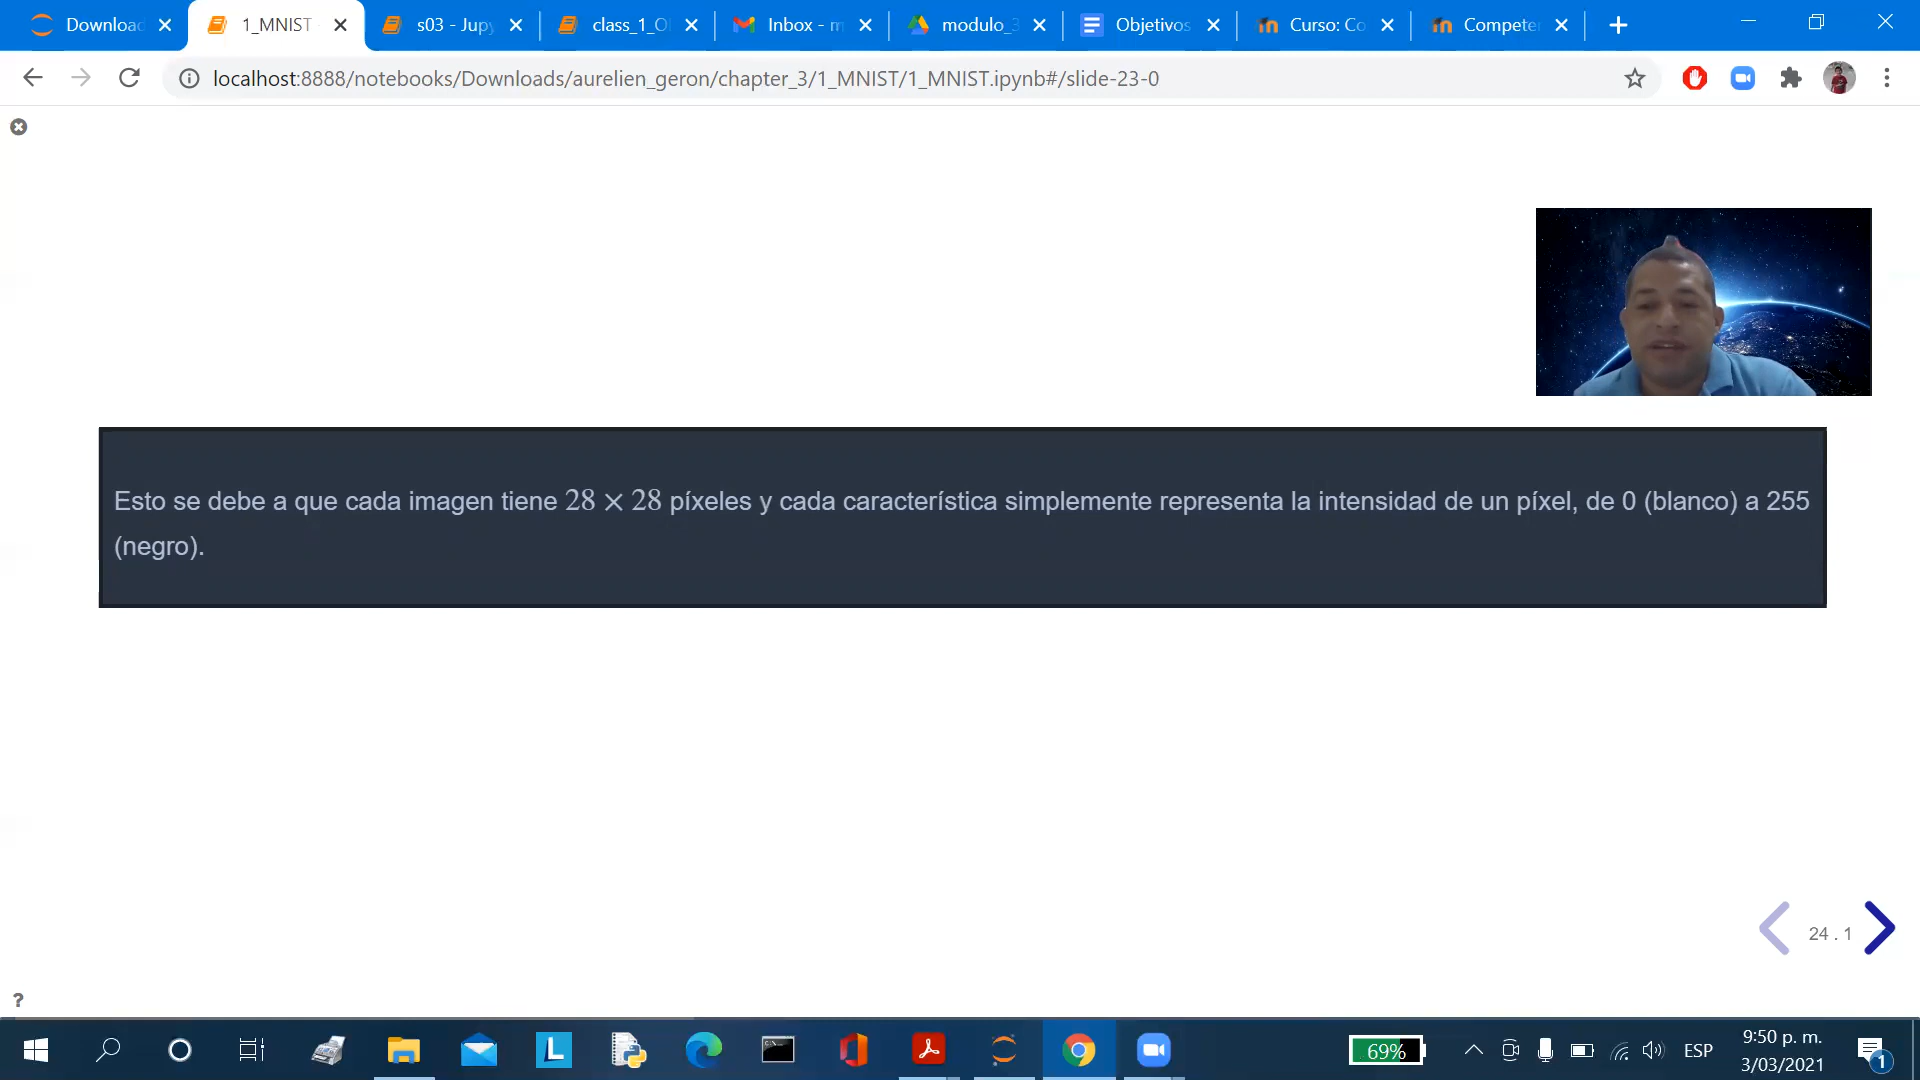 Download
1_MNIST
s03 - Jupy
class_1_O
Inbox - m
modulo_3
Objetivos
Curso: Co
Competen
localhost:8888/notebooks/Downloads/aurelien_geron/chapter_3/1_MNIST/1_MNIST.ipynb#/slide-23-0
Esto se debe a que cada imagen tiene 28 × 28 píxeles y cada característica simplemente representa la intensidad de un píxel, de 0 (blanco) a 255
(negro).
24 . 1
?
69%
ESP
9:50 p. m.
3/03/2021
1